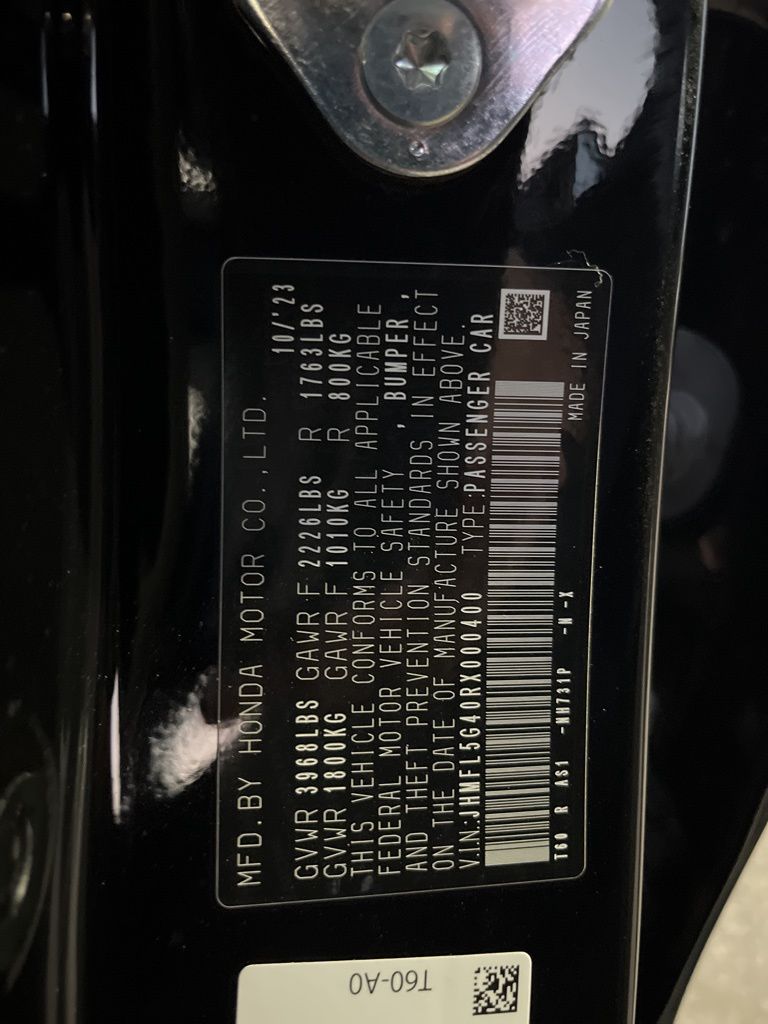 MFD.BY HONDA MOTOR CO.,LTD. 10/'23
GVWR 3968LBS GAWR F 2226LBS R 1763LBS
GVWR 1800KG GAWR F 1010KG R 800KG
THIS VEHICLE CONFORMS TO ALL APPLICABLE
FEDERAL MOTOR VEHICLE SAFETY , BUMPER ,
AND THEFT PREVENTION STANDARDS IN EFFECT
ON THE DATE OF MANUFACTURE SHOWN ABOVE.
V.I.N.:JHMFL5G40RX000400 TYPE:PASSENGER CAR
T60 R AS1 -NH731P -N-X MADE IN JAPAN
T60-A0